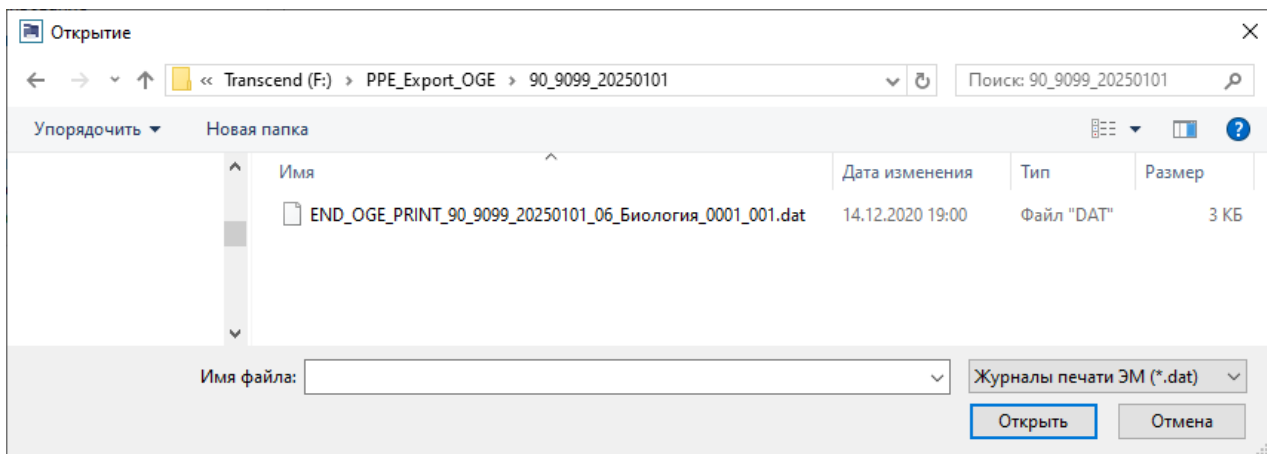 Открытие
« Transcend (F:) › PPE_Export_OGE › 90_9099_20250101
Поиск: 90_9099_20250101
Упорядочить Новая папка
Имя Дата изменения Тип Размер
END_OGE_PRINT_90_9099_20250101_06_Биология_0001_001.dat 14.12.2020 19:00 Файл "DAT" 3 КБ
Имя файла: Журналы печати ЭМ (*.dat)
Открыть Отмена